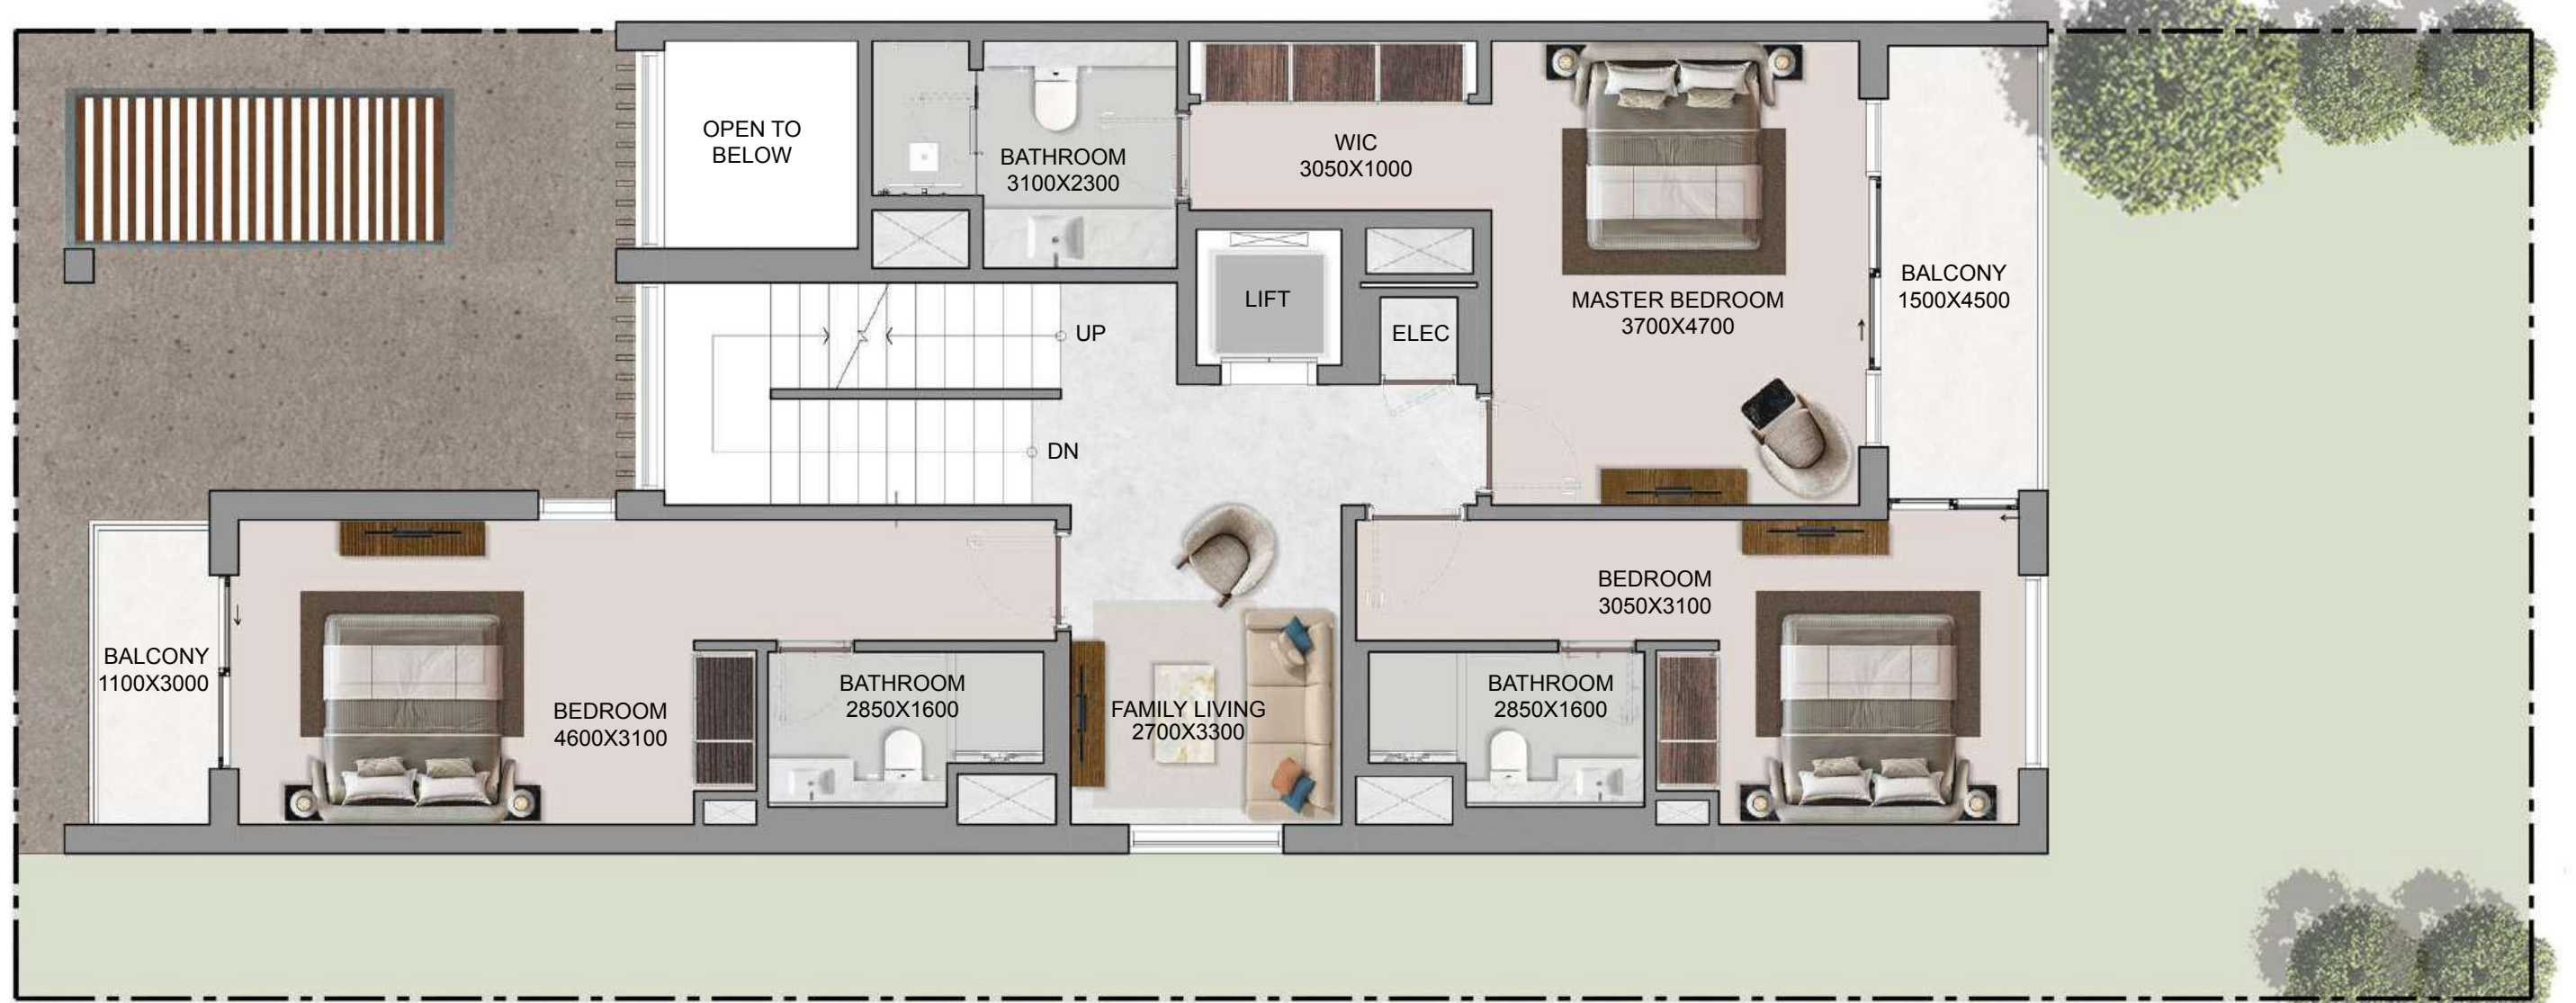 OPEN TO
BELOW
BATHROOM
3100X2300
WIC
3050X1000
LIFT
ELEC
MASTER BEDROOM
3700X4700
BALCONY
1500X4500
UP
DN
BALCONY
1100X3000
BEDROOM
4600X3100
BATHROOM
2850X1600
FAMILY LIVING
2700X3300
BATHROOM
2850X1600
BEDROOM
3050X3100